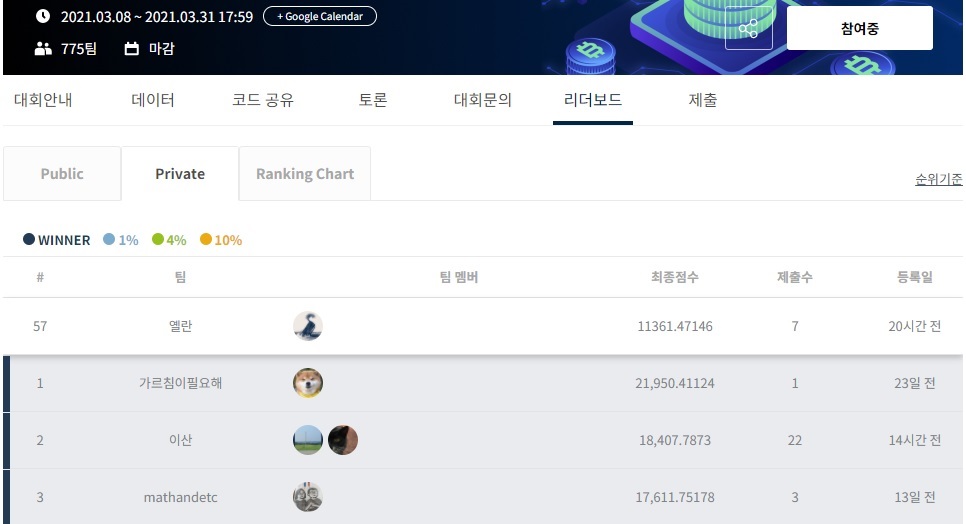 2021.03.08 ~ 2021.03.31 17:59 + Google Calendar
775팀 마감 참여중
대회안내 데이터 코드 공유 토론 대회문의 리더보드 제출
Public Private Ranking Chart
순위기준
WINNER 1% 4% 10%
# 팀 팀 멤버 최종점수 제출수 등록일
57 옐란 11361.47146 7 20시간 전
1 가르침이필요해 21,950.41124 1 23일 전
2 이산 18,407.7873 22 14시간 전
3 mathandetc 17,611.75178 3 13일 전